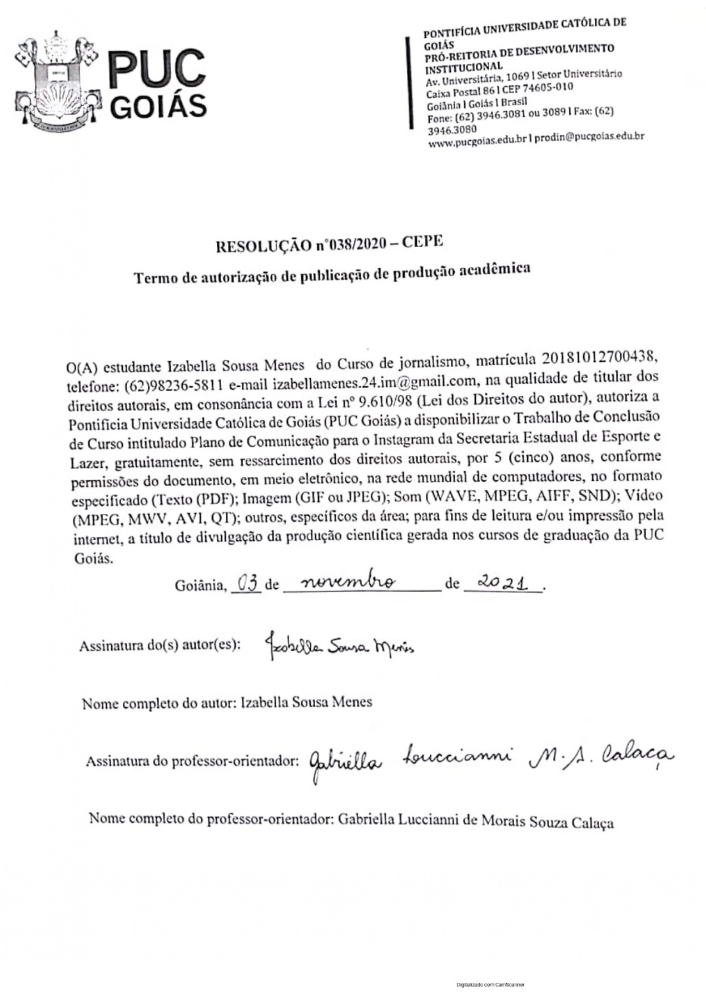 PUC
GOIÁS
PONTIFÍCIA UNIVERSIDADE CATÓLICA DE
GOIÁS
PRÓ-REITORIA DE DESENVOLVIMENTO
INSTITUCIONAL
Av. Universitária, 1069 l Setor Universitário
Caixa Postal 86 l CEP 74605-010
Goiânia l Goiás l Brasil
Fone: (62) 3946.3081 ou 3089 l Fax: (62)
3946.3080
www.pucgoias.edu.br l prodin@pucgoias.edu.br
RESOLUÇÃO n°038/2020 – CEPE
Termo de autorização de publicação de produção acadêmica
O(A) estudante Izabella Sousa Menes do Curso de jornalismo, matrícula 20181012700438,
telefone: (62)98236-5811 e-mail izabellamenes.24.im@gmail.com, na qualidade de titular dos
direitos autorais, em consonância com a Lei nº 9.610/98 (Lei dos Direitos do autor), autoriza a
Pontifícia Universidade Católica de Goiás (PUC Goiás) a disponibilizar o Trabalho de Conclusão
de Curso intitulado Plano de Comunicação para o Instagram da Secretaria Estadual de Esporte e
Lazer, gratuitamente, sem ressarcimento dos direitos autorais, por 5 (cinco) anos, conforme
permissões do documento, em meio eletrônico, na rede mundial de computadores, no formato
especificado (Texto (PDF); Imagem (GIF ou JPEG); Som (WAVE, MPEG, AIFF, SND); Vídeo
(MPEG, MWV, AVI, QT); outros, específicos da área; para fins de leitura e/ou impressão pela
internet, a título de divulgação da produção científica gerada nos cursos de graduação da PUC
Goiás.
Goiânia, 03 de novembro de 2021.
Assinatura do(s) autor(es): Izabella Sousa Menes
Nome completo do autor: Izabella Sousa Menes
Assinatura do professor-orientador: Gabriella Luccianni M. S. Calaça
Nome completo do professor-orientador: Gabriella Luccianni de Morais Souza Calaça
Digitalizado com CamScanner